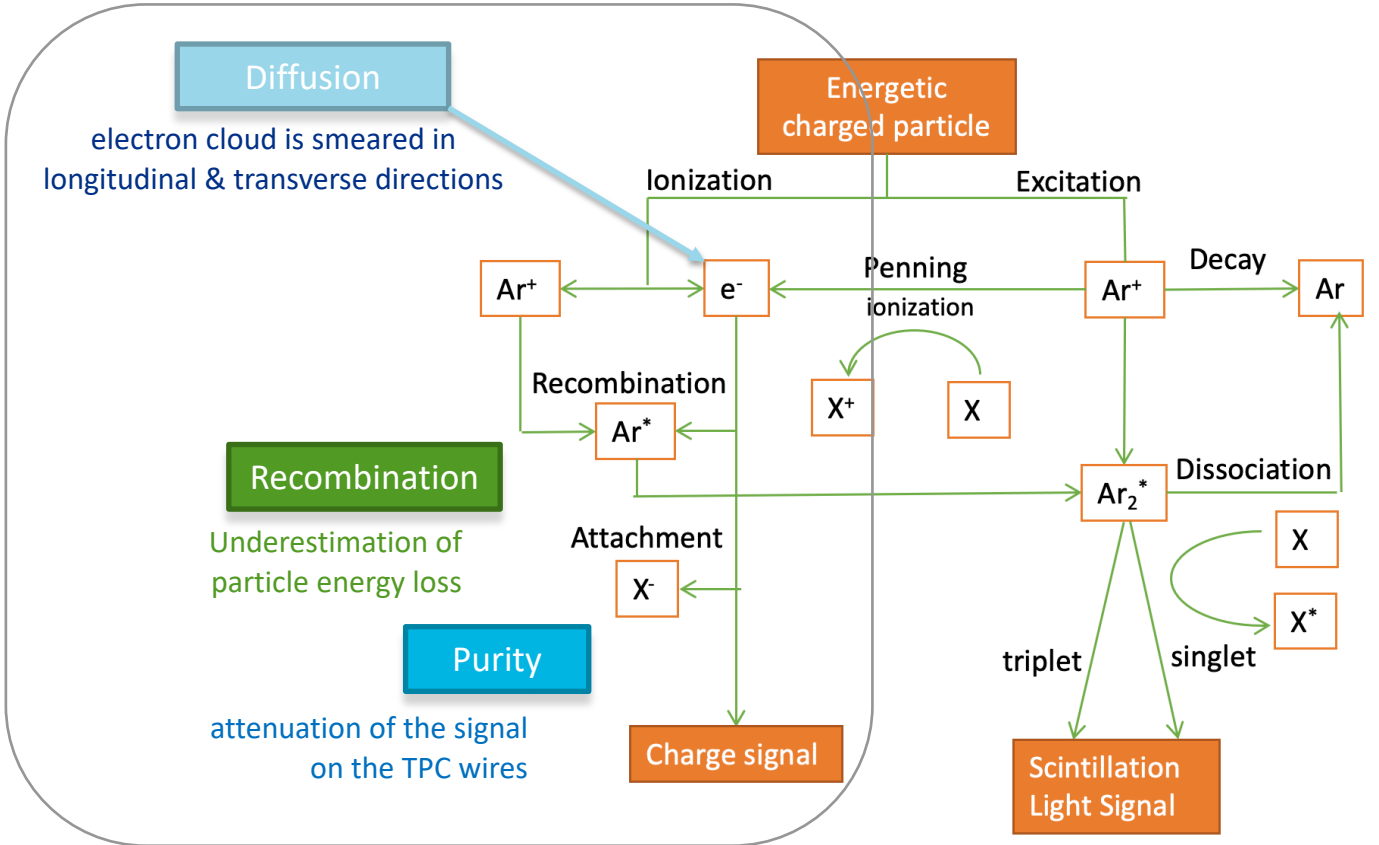 Diffusion
electron cloud is smeared in
longitudinal & transverse directions
Energetic
charged particle
Ionization
Excitation
Ar⁺
e⁻
Penning
ionization
Ar⁺
Decay
Ar
Recombination
Ar*
X⁺
X
Recombination
Underestimation of
particle energy loss
Ar₂*
Dissociation
X
X*
Attachment
X⁻
Purity
attenuation of the signal
on the TPC wires
triplet
singlet
Charge signal
Scintillation
Light Signal